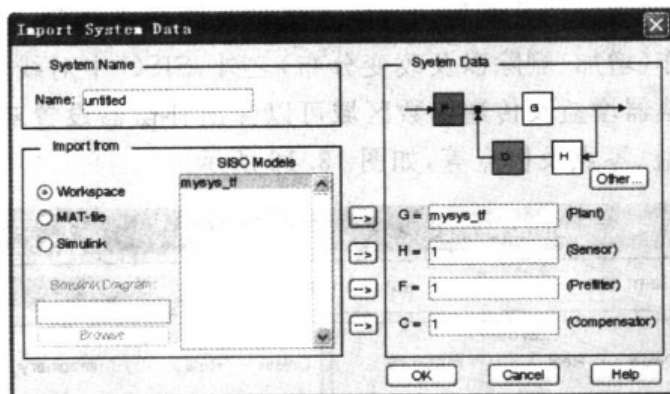 Import System Data
System Name
Name: untitled
Import from
SISO Models
Workspace
MAT-file
Simulink
mysys_tf
Simulink Diagram:
Browse
System Data
F
G
H
Other...
--> G = mysys_tf (Plant)
--> H = 1 (Sensor)
--> F = 1 (Prefilter)
--> C = 1 (Compensator)
OK Cancel Help